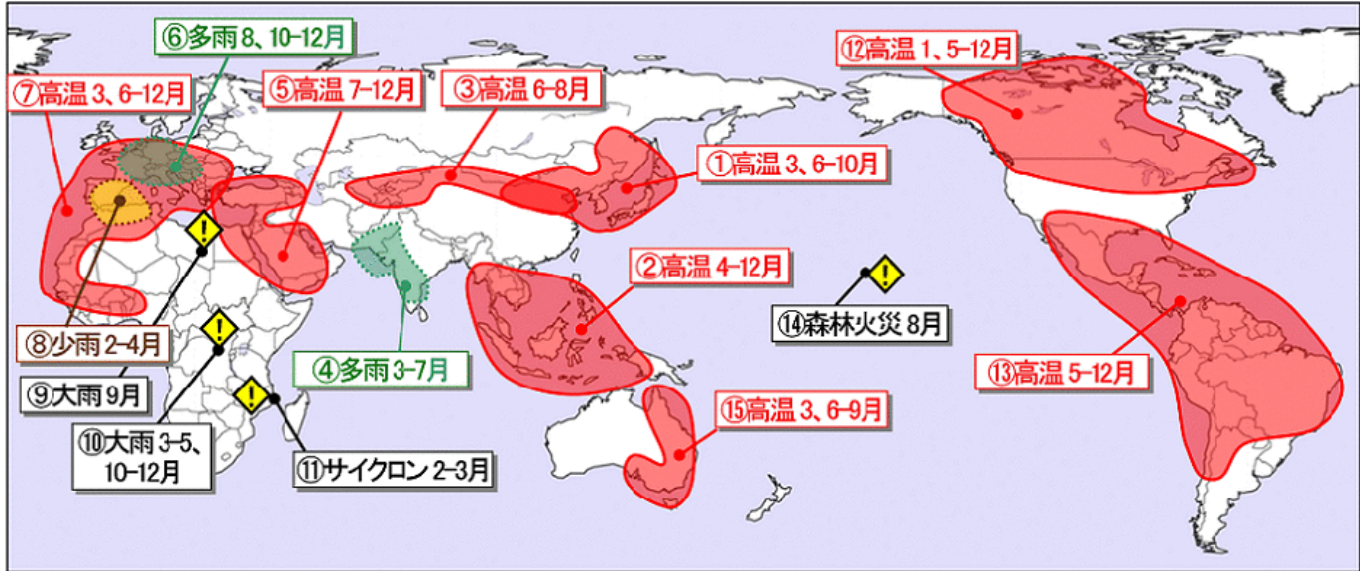 ⑥多雨 8、10-12月
⑫高温 1、5-12月
⑦高温 3、6-12月
⑤高温 7-12月
③高温 6-8月
①高温 3、6-10月
②高温 4-12月
⑭森林火災 8月
⑧少雨 2-4月
④多雨 3-7月
⑬高温 5-12月
⑨大雨 9月
⑮高温 3、6-9月
⑩大雨 3-5、
10-12月
⑪サイクロン 2-3月